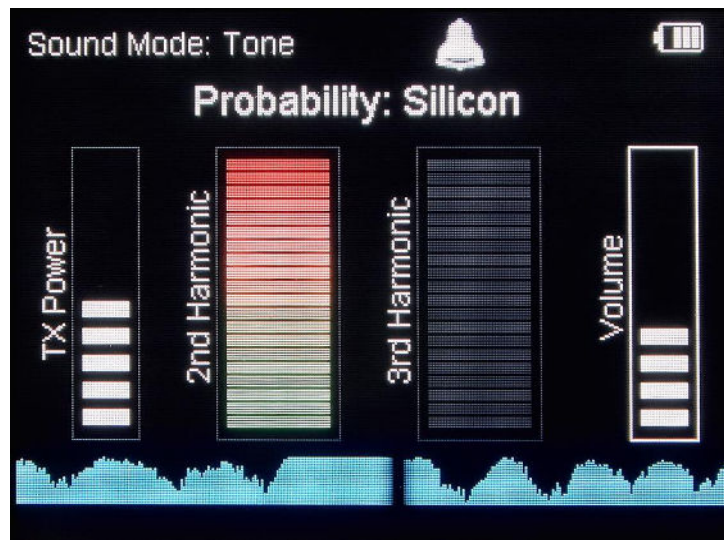 Sound Mode: Tone
Probability: Silicon
TX Power
2nd Harmonic
3rd Harmonic
Volume